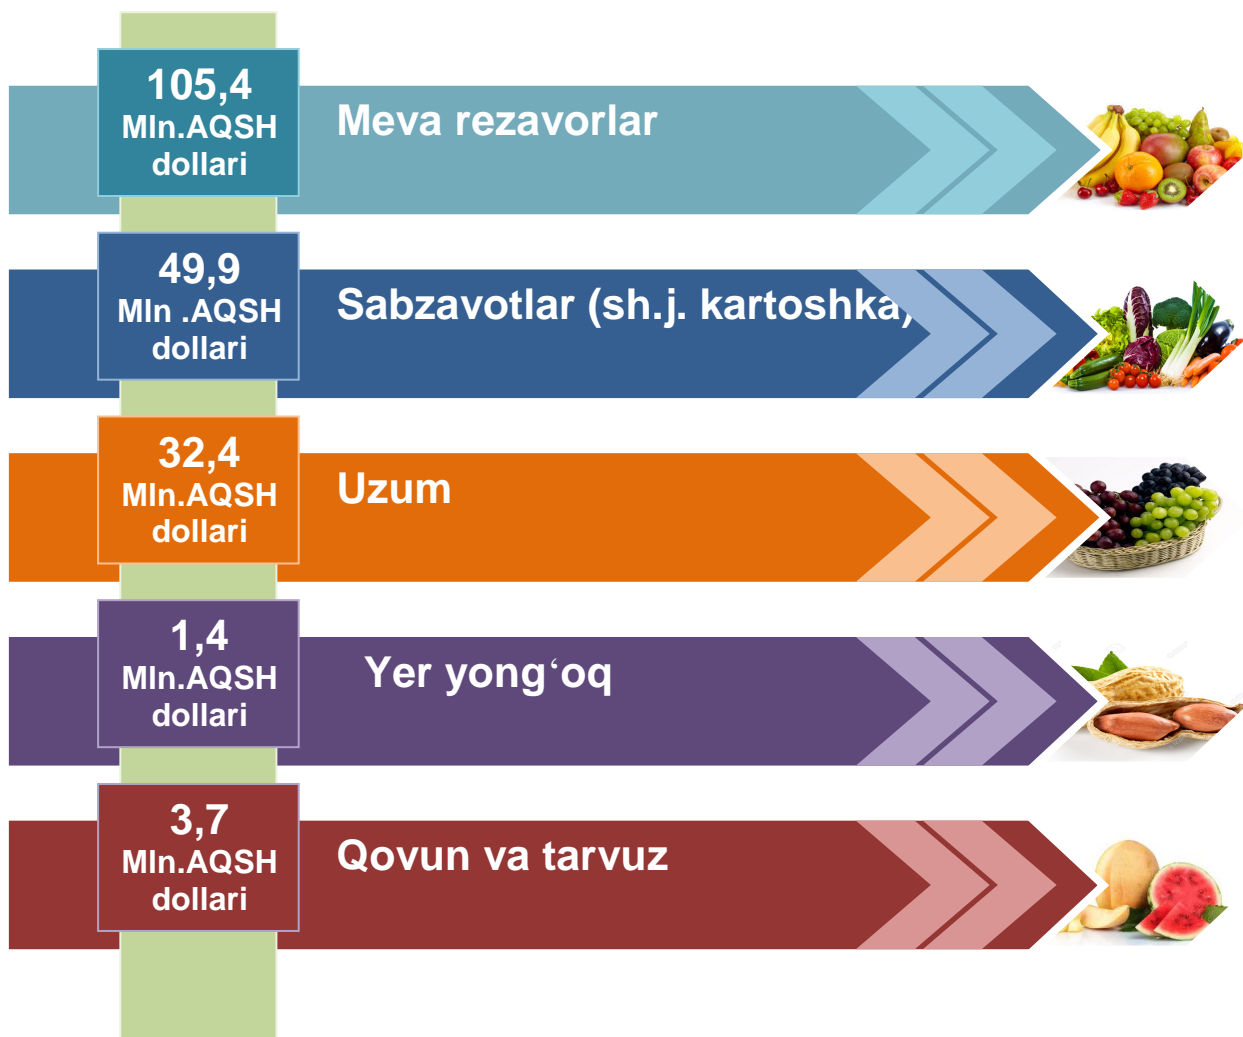 105,4
Mln.AQSH
dollari
Meva rezavorlar
49,9
Mln .AQSH
dollari
Sabzavotlar (sh.j. kartoshka)
32,4
Mln.AQSH
dollari
Uzum
1,4
Mln.AQSH
dollari
Yer yong‘oq
3,7
Mln.AQSH
dollari
Qovun va tarvuz